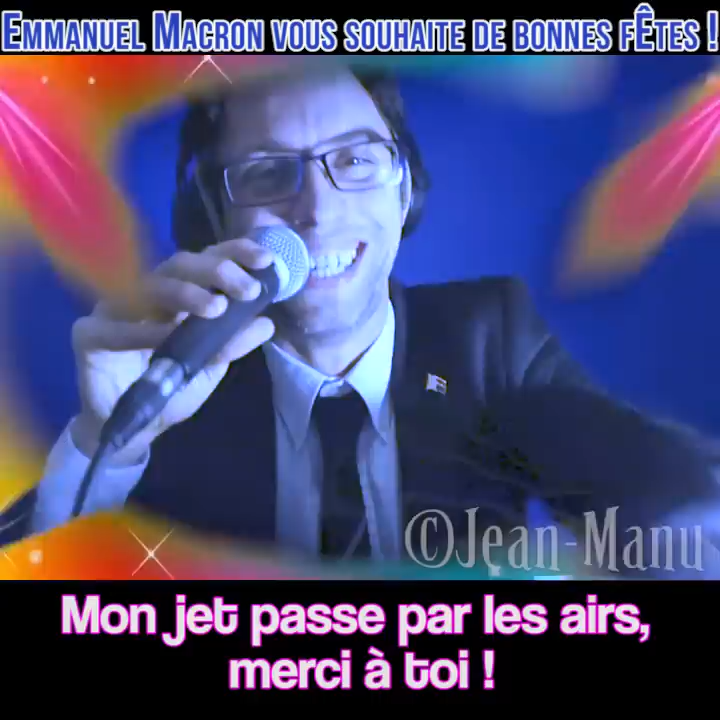 Emmanuel Macron vous souhaite de bonnes fÊtes !
©Jean-Manu
Mon jet passe par les airs,
merci à toi !